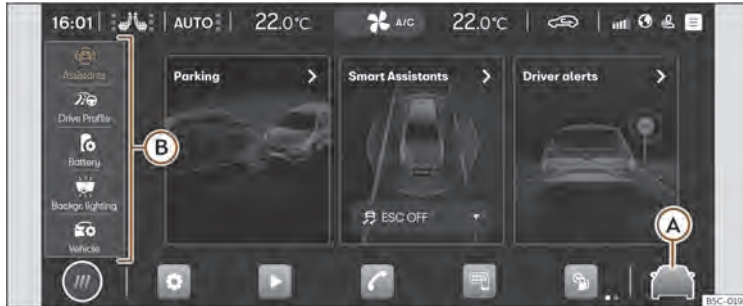 16:01 AUTO 22.0°C A/C 22.0°C
Assistants
Drive Profile
Battery
Backgr. lighting
Vehicle
Parking
Smart Assistants
ESC OFF
Driver alerts
B
A
B5C-019